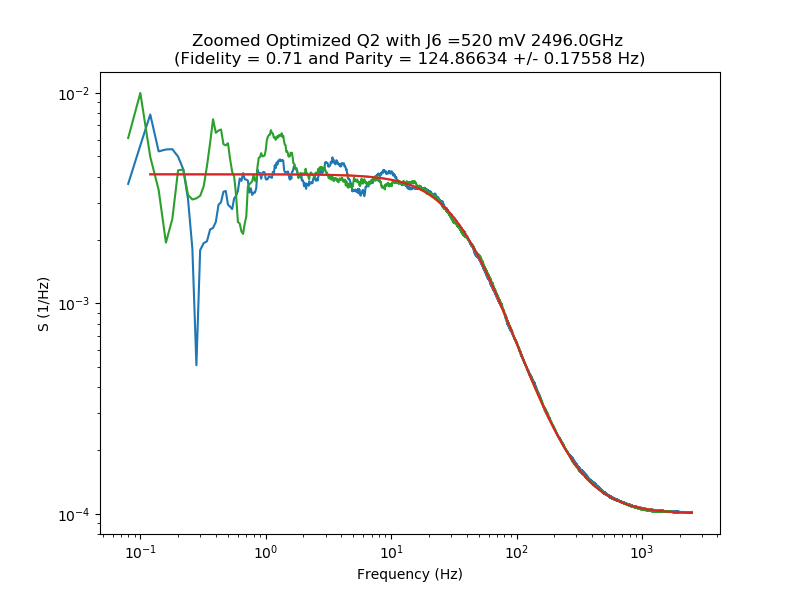 Zoomed Optimized Q2 with J6 =520 mV 2496.0GHz
(Fidelity = 0.71 and Parity = 124.86634 +/- 0.17558 Hz)
10⁻²
10⁻³
10⁻⁴
S (1/Hz)
10⁻¹ 10⁰ 10¹ 10² 10³
Frequency (Hz)